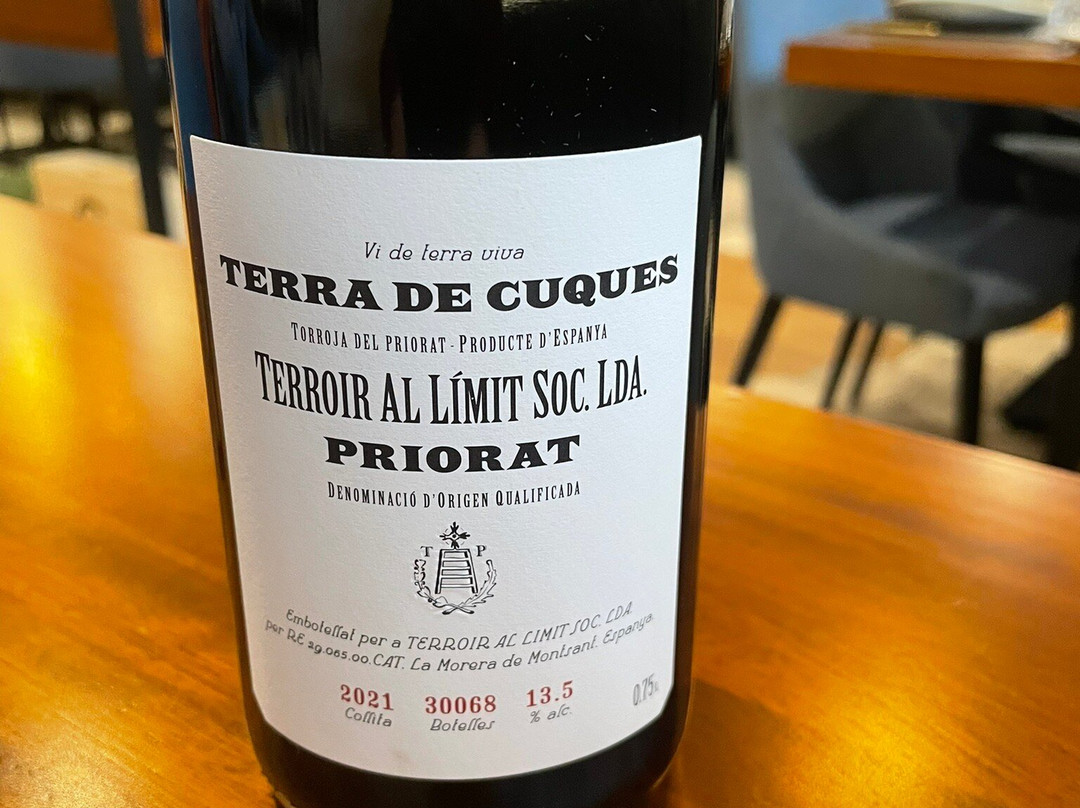 Vi de terra viva
TERRA DE CUQUES
TORROJA DEL PRIORAT - PRODUCTE D'ESPANYA
TERROIR AL LÍMIT SOC. LDA.
PRIORAT
DENOMINACIÓ D'ORIGEN QUALIFICADA
T P
Embotellat per a TERROIR AL LIMIT SOC. LDA.
per RE 29.065.00.CAT. La Morera de Montsant. Espanya.
2021 30068 13.5
Collita Botelles % alc. 0,75L